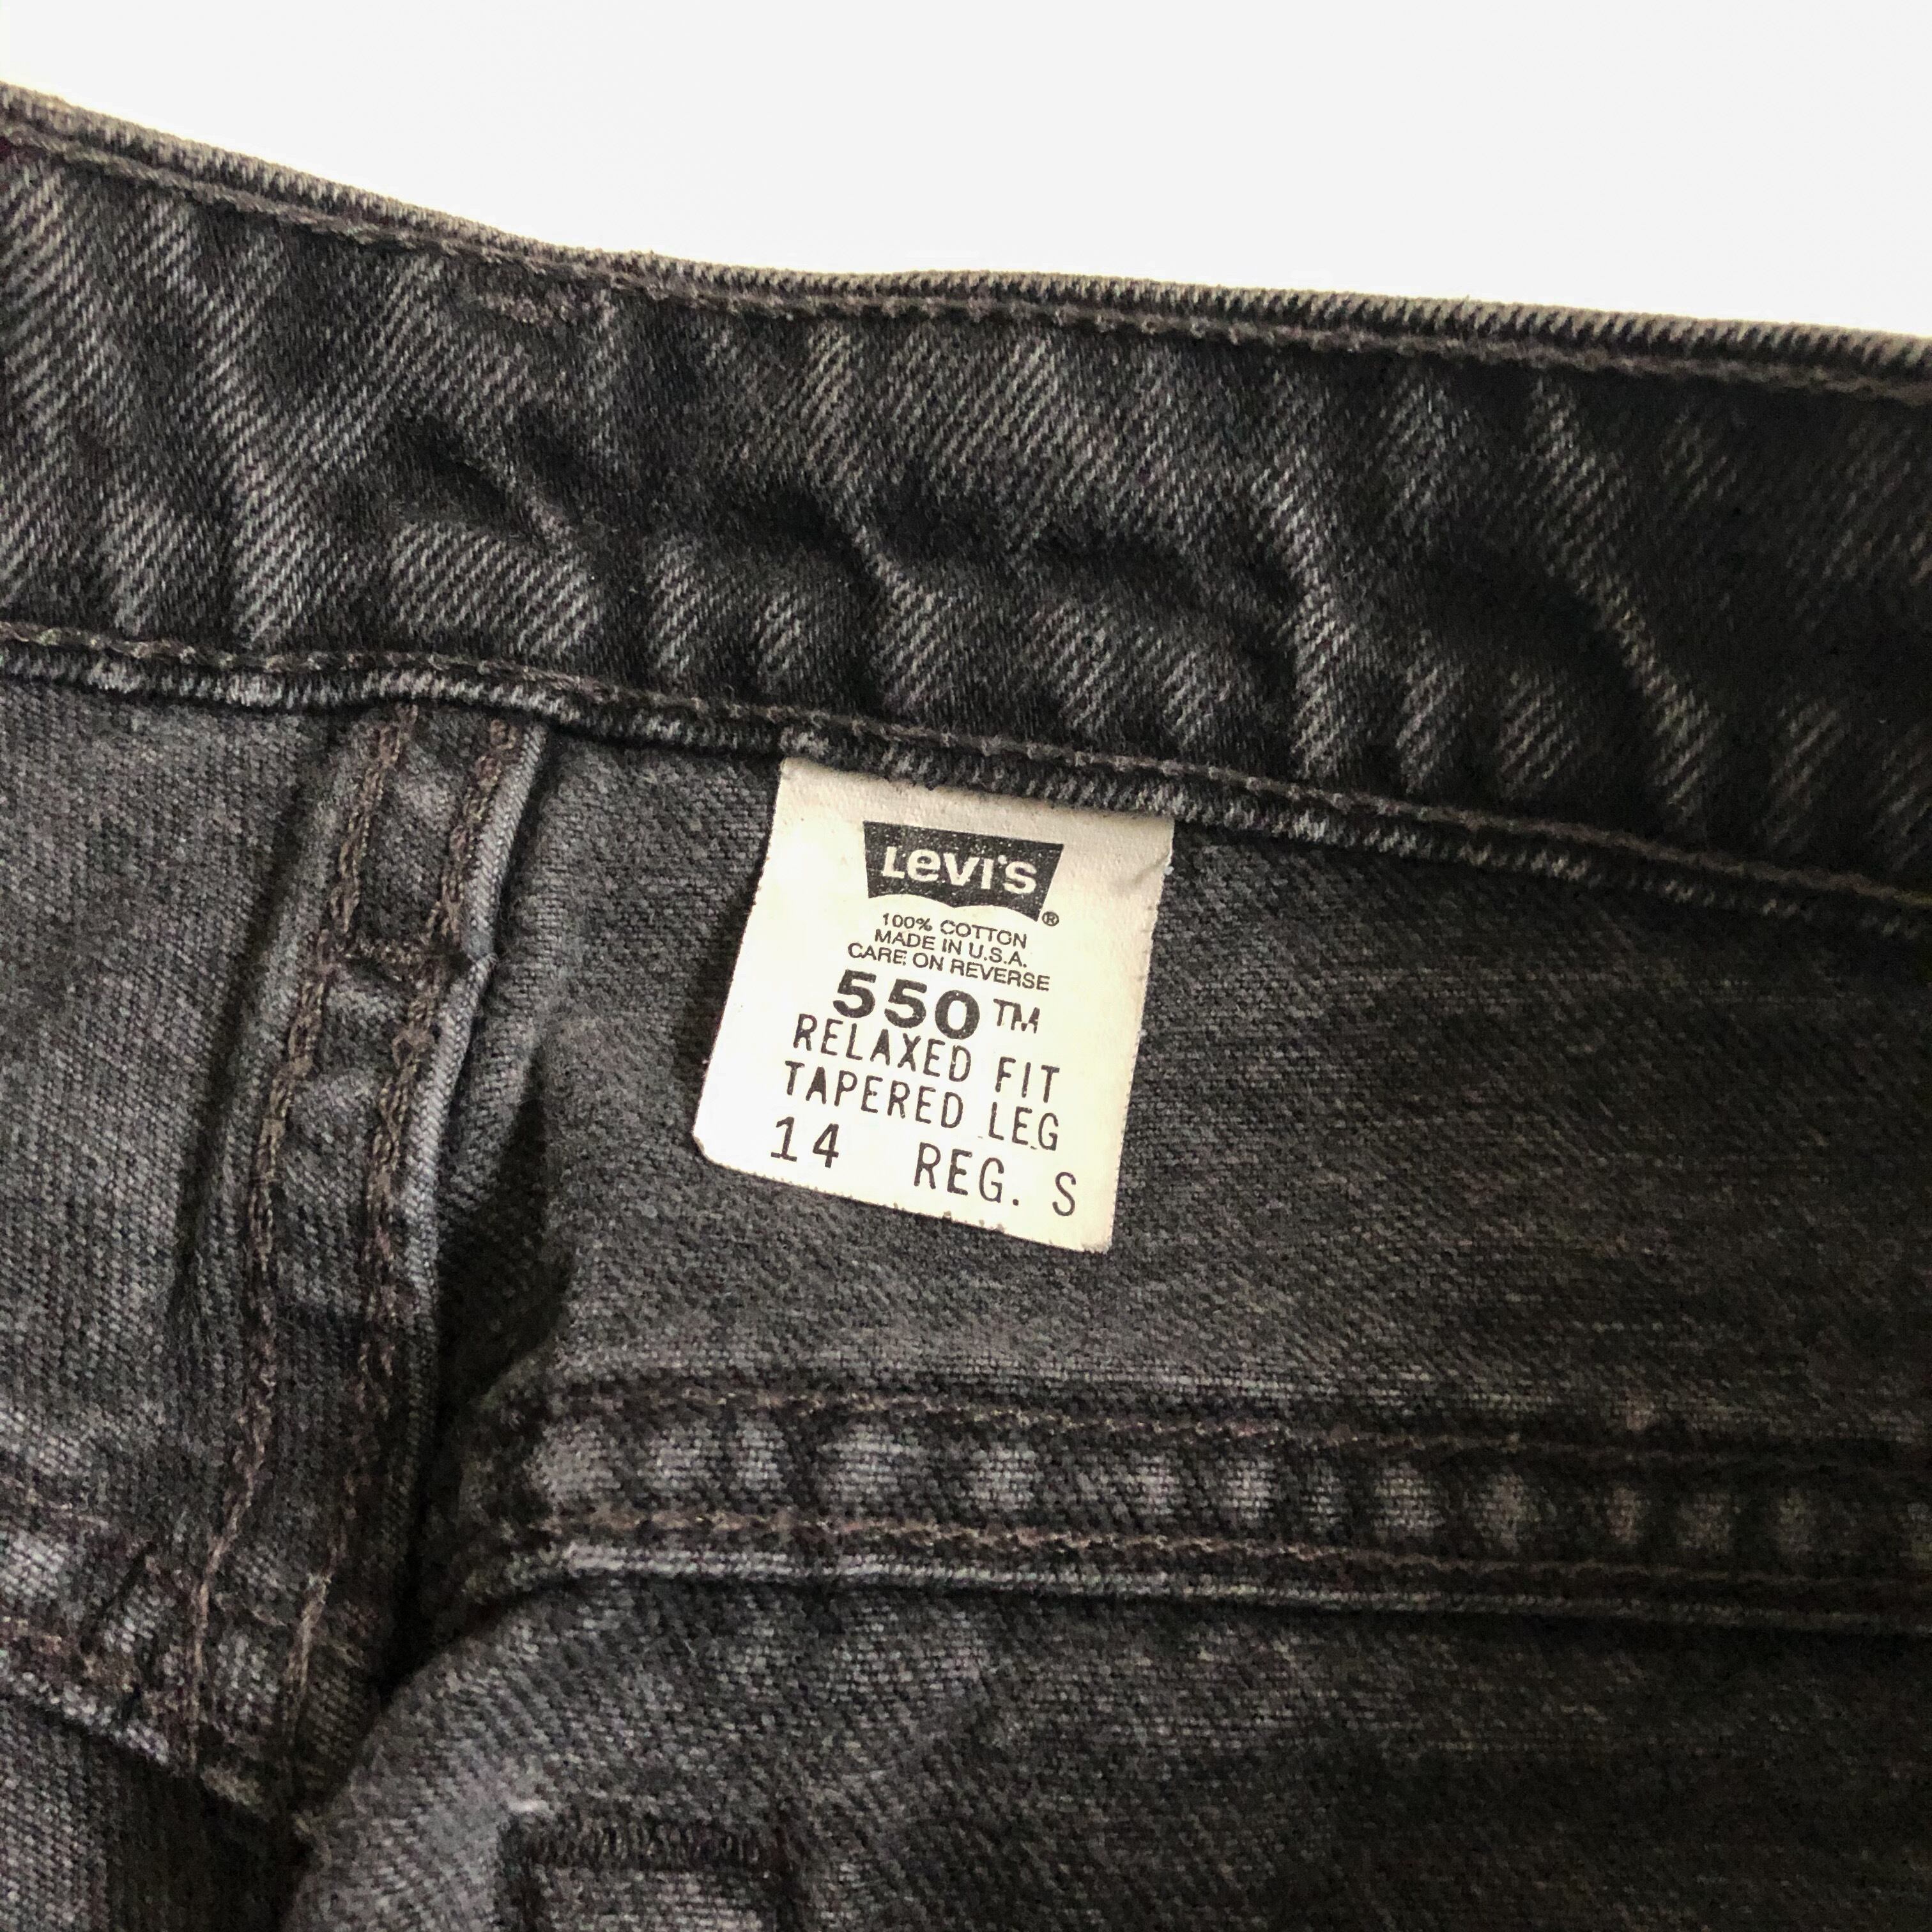 Levi's®
100% COTTON
MADE IN U.S.A.
CARE ON REVERSE
550™
RELAXED FIT
TAPERED LEG
14 REG. S